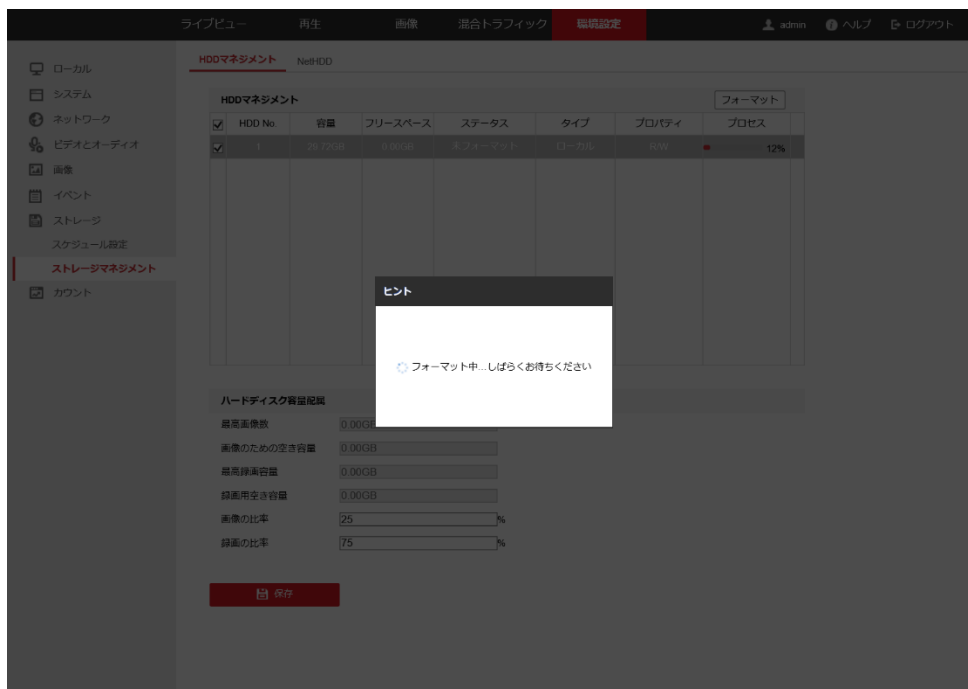 ライブビュー 再生 画像 混合トラフィック 環境設定 admin ヘルプ ログアウト
HDDマネジメント NetHDD
ローカル
システム
ネットワーク
ビデオとオーディオ
画像
イベント
ストレージ
スケジュール設定
ストレージマネジメント
カウント
HDDマネジメント フォーマット
HDD No. 容量 フリースペース ステータス タイプ プロパティ プロセス
1 28.72GB 0.00GB 未フォーマット ローカル R/W 12%
ヒント
フォーマット中...しばらくお待ちください
ハードディスク容量配属
最高画像数 0.00GB
画像のための空き容量 0.00GB
最高録画容量 0.00GB
録画用空き容量 0.00GB
画像の比率 25 %
録画の比率 75 %
保存